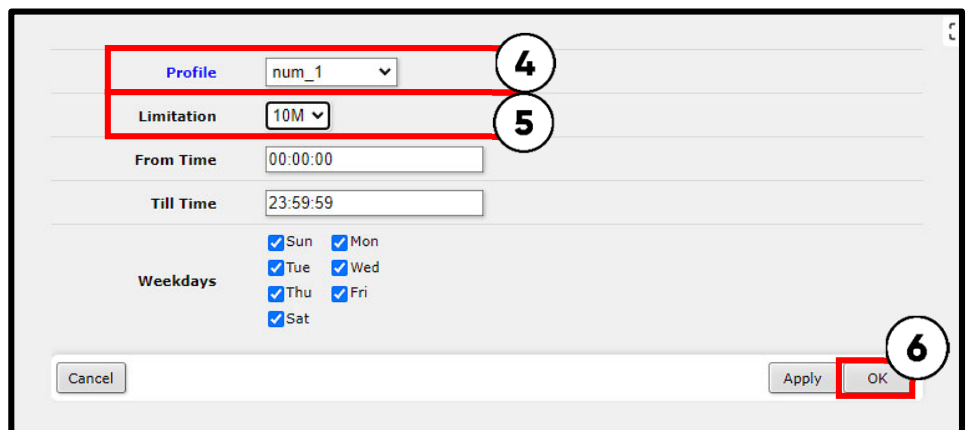 Profile num_1 4
Limitation 10M 5
From Time 00:00:00
Till Time 23:59:59
Weekdays
Sun Mon
Tue Wed
Thu Fri
Sat
6
Cancel Apply OK